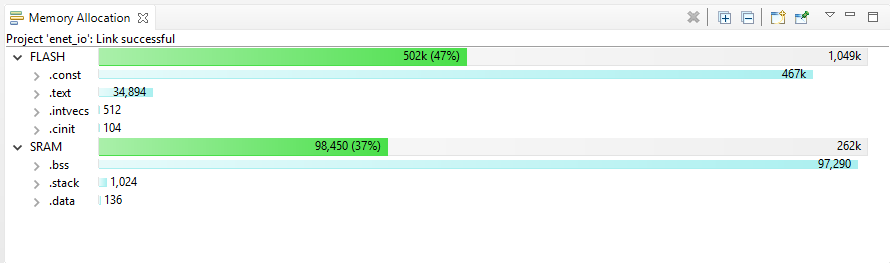 Memory Allocation
Project 'enet_io': Link successful
FLASH 502k (47%) 1,049k
.const 467k
.text 34,894
.intvecs 512
.cinit 104
SRAM 98,450 (37%) 262k
.bss 97,290
.stack 1,024
.data 136